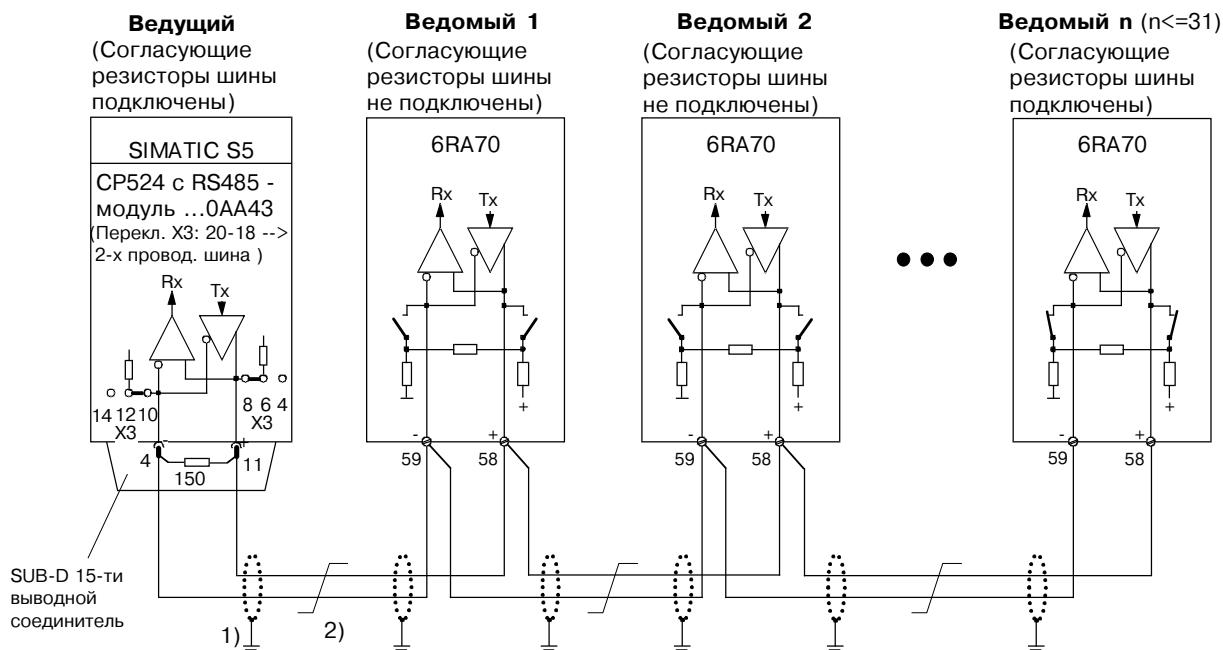 Ведущий
(Согласующие
резисторы шины
подключены)
SIMATIC S5
CP524 с RS485 -
модуль ...0AA43
(Перекл. X3: 20-18 -->
2-х провод. шина )
Rx
Tx
14 12 10
X3
8 6 4
X3
-
+
4
150
11
SUB-D 15-ти
выводной
соединитель
1)
2)
Ведомый 1
(Согласующие
резисторы шины
не подключены)
6RA70
Rx
Tx
+
-
+
59
58
Ведомый 2
(Согласующие
резисторы шины
не подключены)
6RA70
Rx
Tx
+
-
+
59
58
Ведомый n (n<=31)
(Согласующие
резисторы шины
подключены)
6RA70
Rx
Tx
+
-
+
59
58